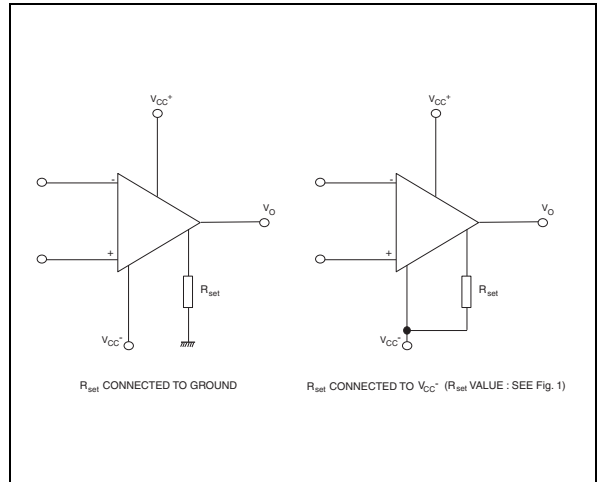 VCC+
-
+
VO
Rset
VCC-
Rset CONNECTED TO GROUND
VCC+
-
+
VO
Rset
VCC-
Rset CONNECTED TO VCC- (Rset VALUE : SEE Fig. 1)